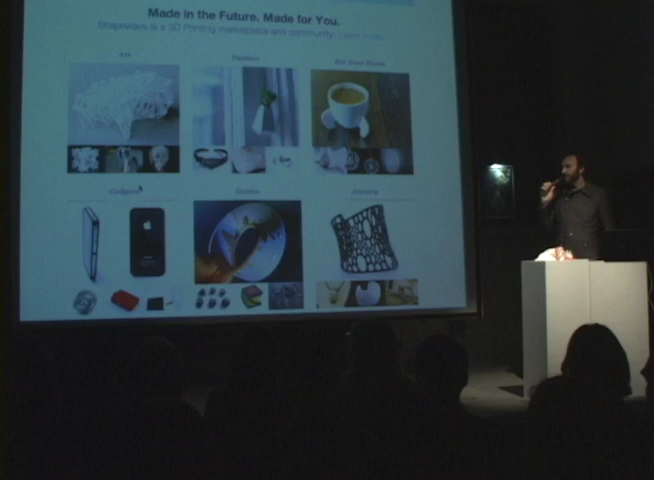 Made in the Future. Made for You.
Shapeways is a 3D Printing marketplace and community. Learn more.
Art
Fashion
For Your Home
Gadgets
Games
Jewelry